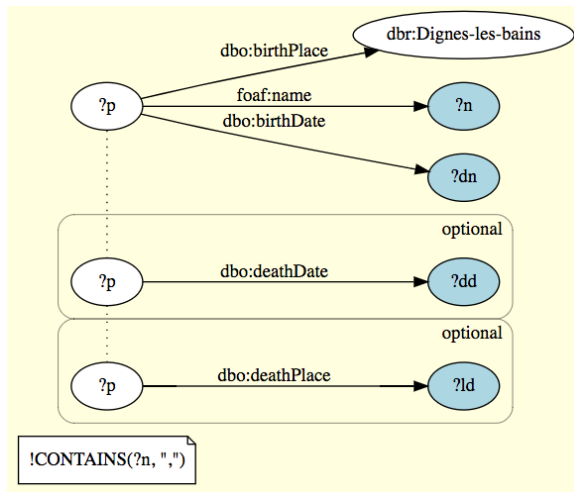 dbr:Dignes-les-bains
dbo:birthPlace
?p
foaf:name
?n
dbo:birthDate
?dn
optional
?p
dbo:deathDate
?dd
optional
?p
dbo:deathPlace
?ld
!CONTAINS(?n, ",")